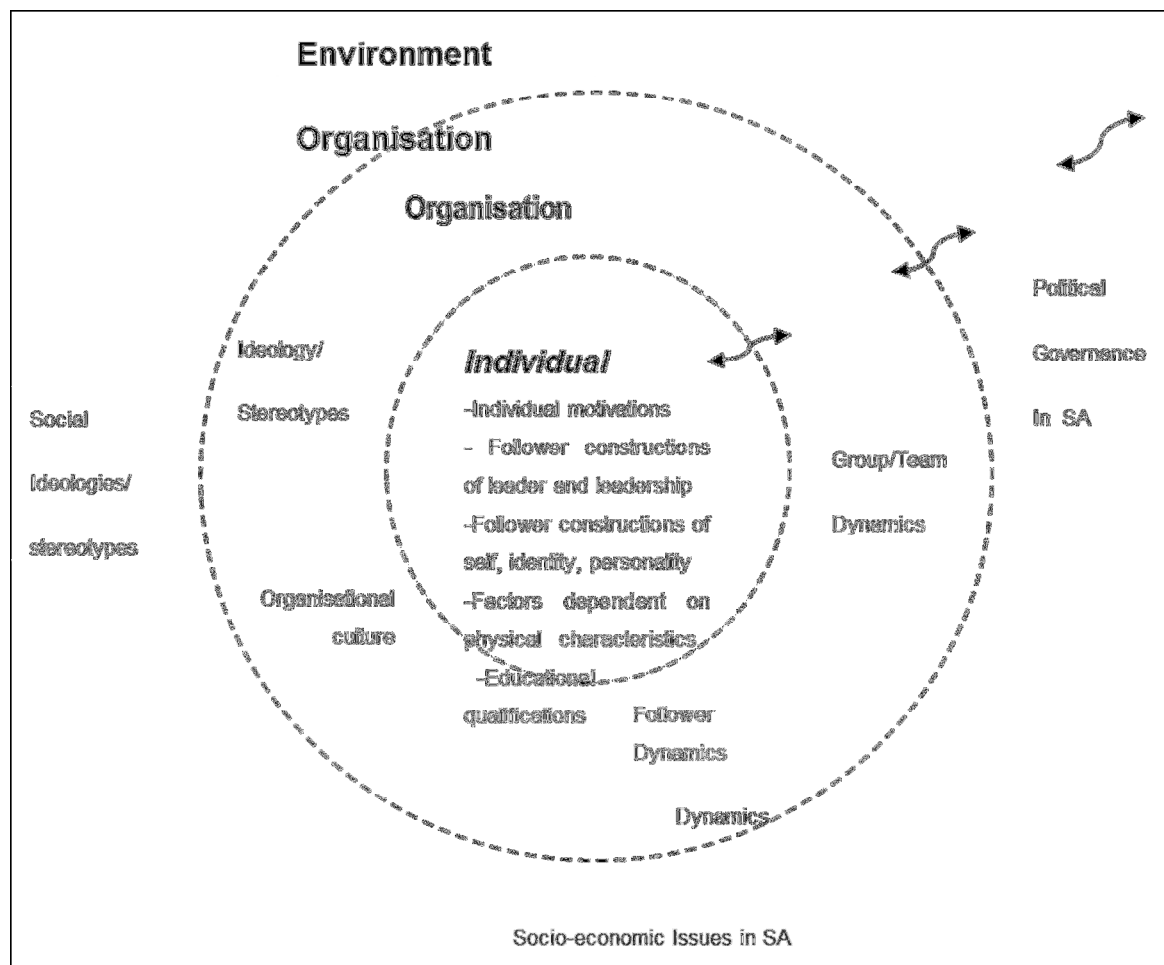 Environment
Organisation
Organisation
Political
Governance
In SA
Ideology/
Stereotypes
Social
Ideologies/
stereotypes
Individual
-Individual motivations
- Follower constructions
of leader and leadership
-Follower constructions of
self, identity, personality
-Factors dependent on
physical characteristics
-Educational
qualifications
Group/Team
Dynamics
Organisational
culture
Follower
Dynamics
Dynamics
Socio-economic Issues in SA